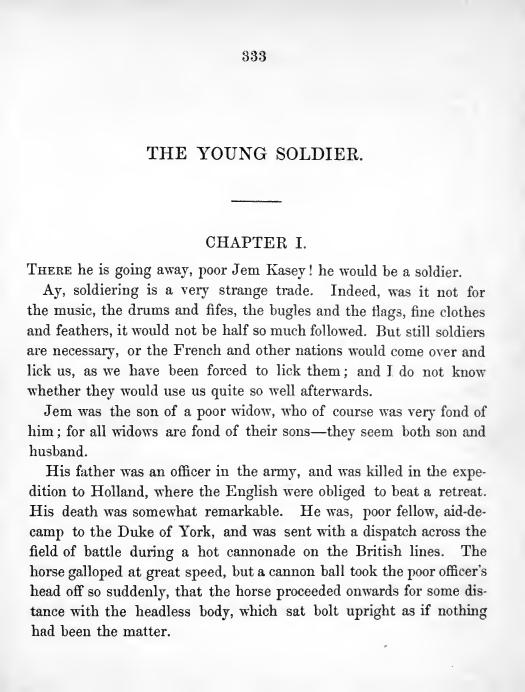 333
THE YOUNG SOLDIER.
CHAPTER I.
THERE he is going away, poor Jem Kasey! he would be a soldier.
Ay, soldiering is a very strange trade. Indeed, was it not for
the music, the drums and fifes, the bugles and the flags, fine clothes
and feathers, it would not be half so much followed. But still soldiers
are necessary, or the French and other nations would come over and
lick us, as we have been forced to lick them; and I do not know
whether they would use us quite so well afterwards.
Jem was the son of a poor widow, who of course was very fond of
him; for all widows are fond of their sons—they seem both son and
husband.
His father was an officer in the army, and was killed in the expe-
dition to Holland, where the English were obliged to beat a retreat.
His death was somewhat remarkable. He was, poor fellow, aid-de-
camp to the Duke of York, and was sent with a dispatch across the
field of battle during a hot cannonade on the British lines. The
horse galloped at great speed, but a cannon ball took the poor officer's
head off so suddenly, that the horse proceeded onwards for some dis-
tance with the headless body, which sat bolt upright as if nothing
had been the matter.